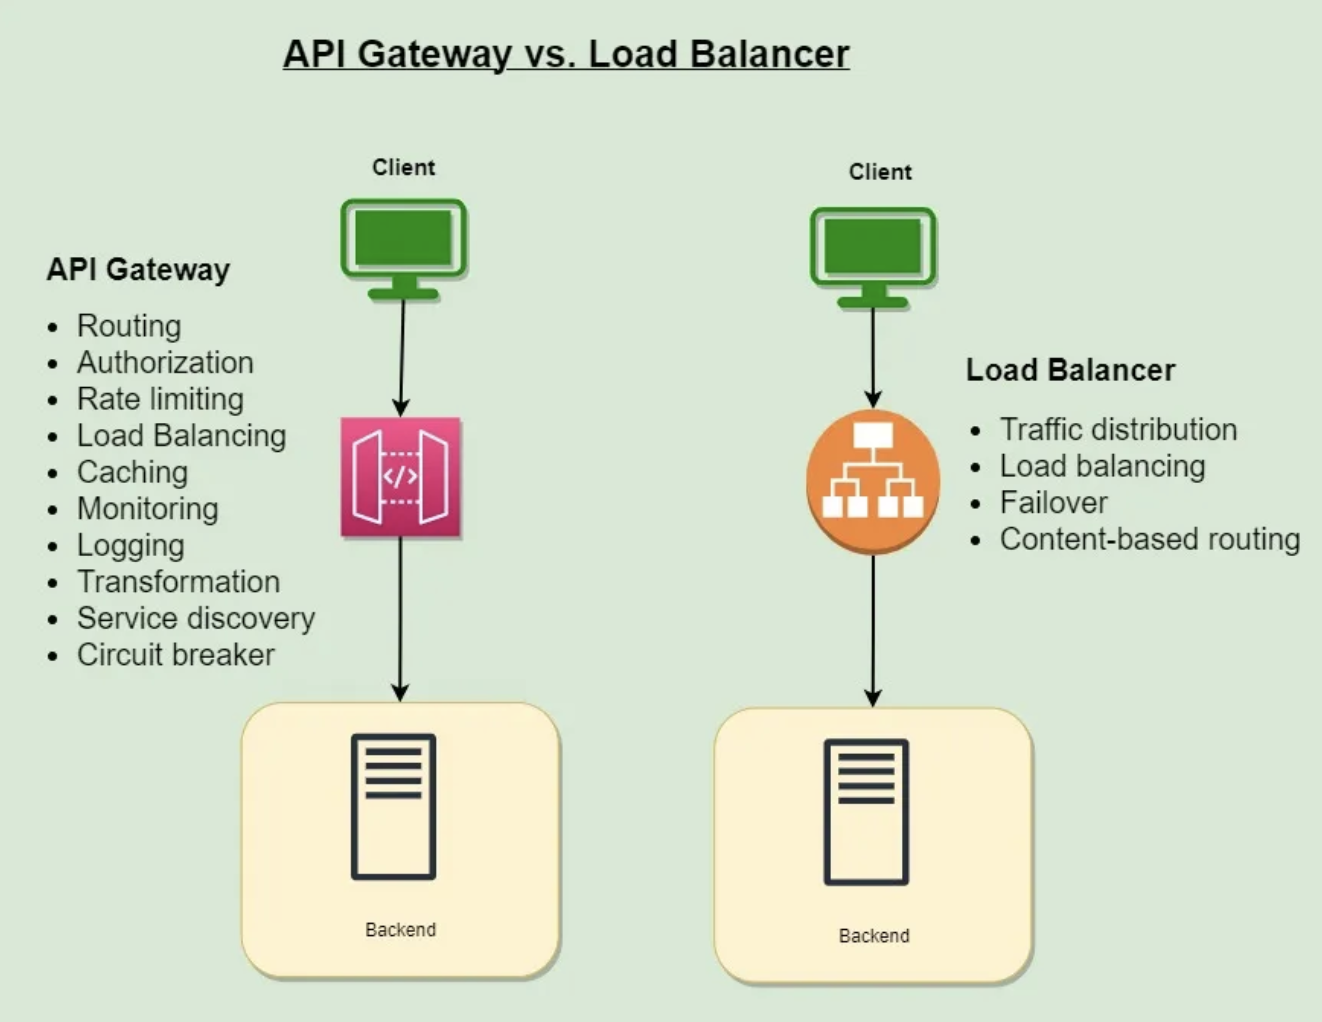 API Gateway vs. Load Balancer
Client
API Gateway
• Routing
• Authorization
• Rate limiting
• Load Balancing
• Caching
• Monitoring
• Logging
• Transformation
• Service discovery
• Circuit breaker
</>
Backend
Client
Load Balancer
• Traffic distribution
• Load balancing
• Failover
• Content-based routing
Backend